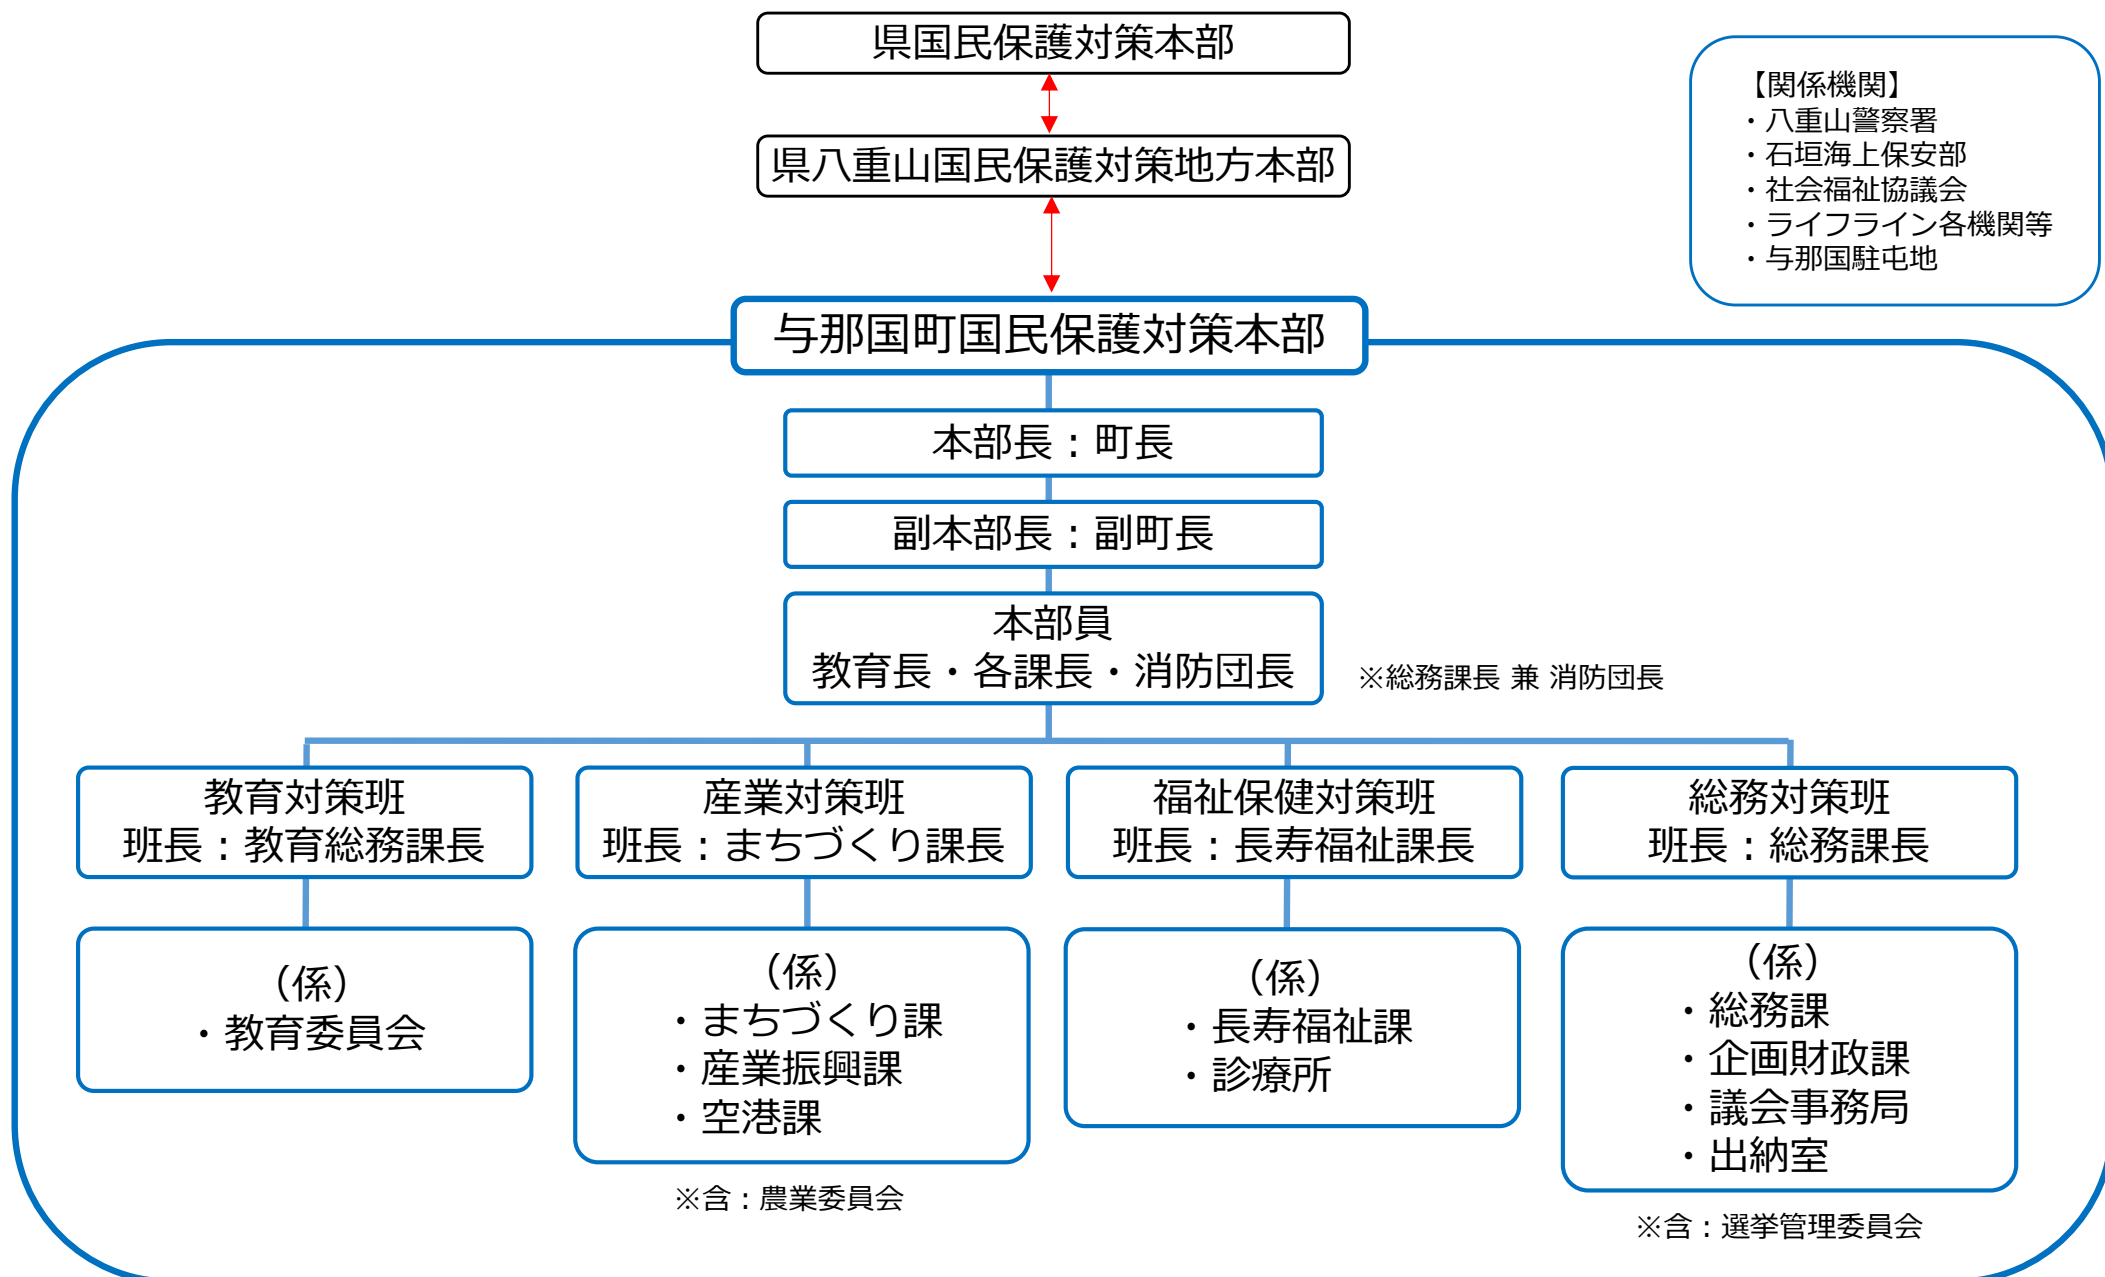 県国民保護対策本部
県八重山国民保護対策地方本部
【関係機関】
・八重山警察署
・石垣海上保安部
・社会福祉協議会
・ライフライン各機関等
・与那国駐屯地
与那国町国民保護対策本部
本部長：町長
副本部長：副町長
本部員
教育長・各課長・消防団長
※総務課長 兼 消防団長
教育対策班
班長：教育総務課長
（係）
・教育委員会
産業対策班
班長：まちづくり課長
（係）
・まちづくり課
・産業振興課
・空港課
※含：農業委員会
福祉保健対策班
班長：長寿福祉課長
（係）
・長寿福祉課
・診療所
総務対策班
班長：総務課長
（係）
・総務課
・企画財政課
・議会事務局
・出納室
※含：選挙管理委員会